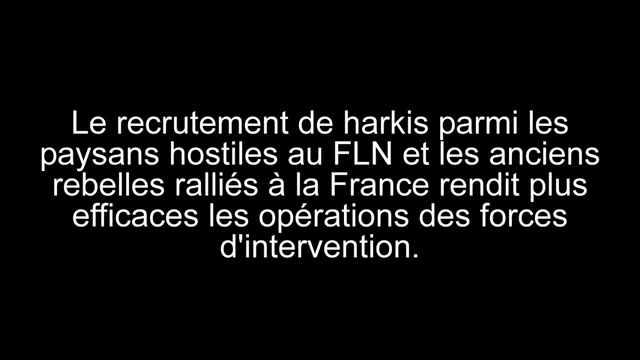 Le recrutement de harkis parmi les
paysans hostiles au FLN et les anciens
rebelles ralliés à la France rendit plus
efficaces les opérations des forces
d'intervention.